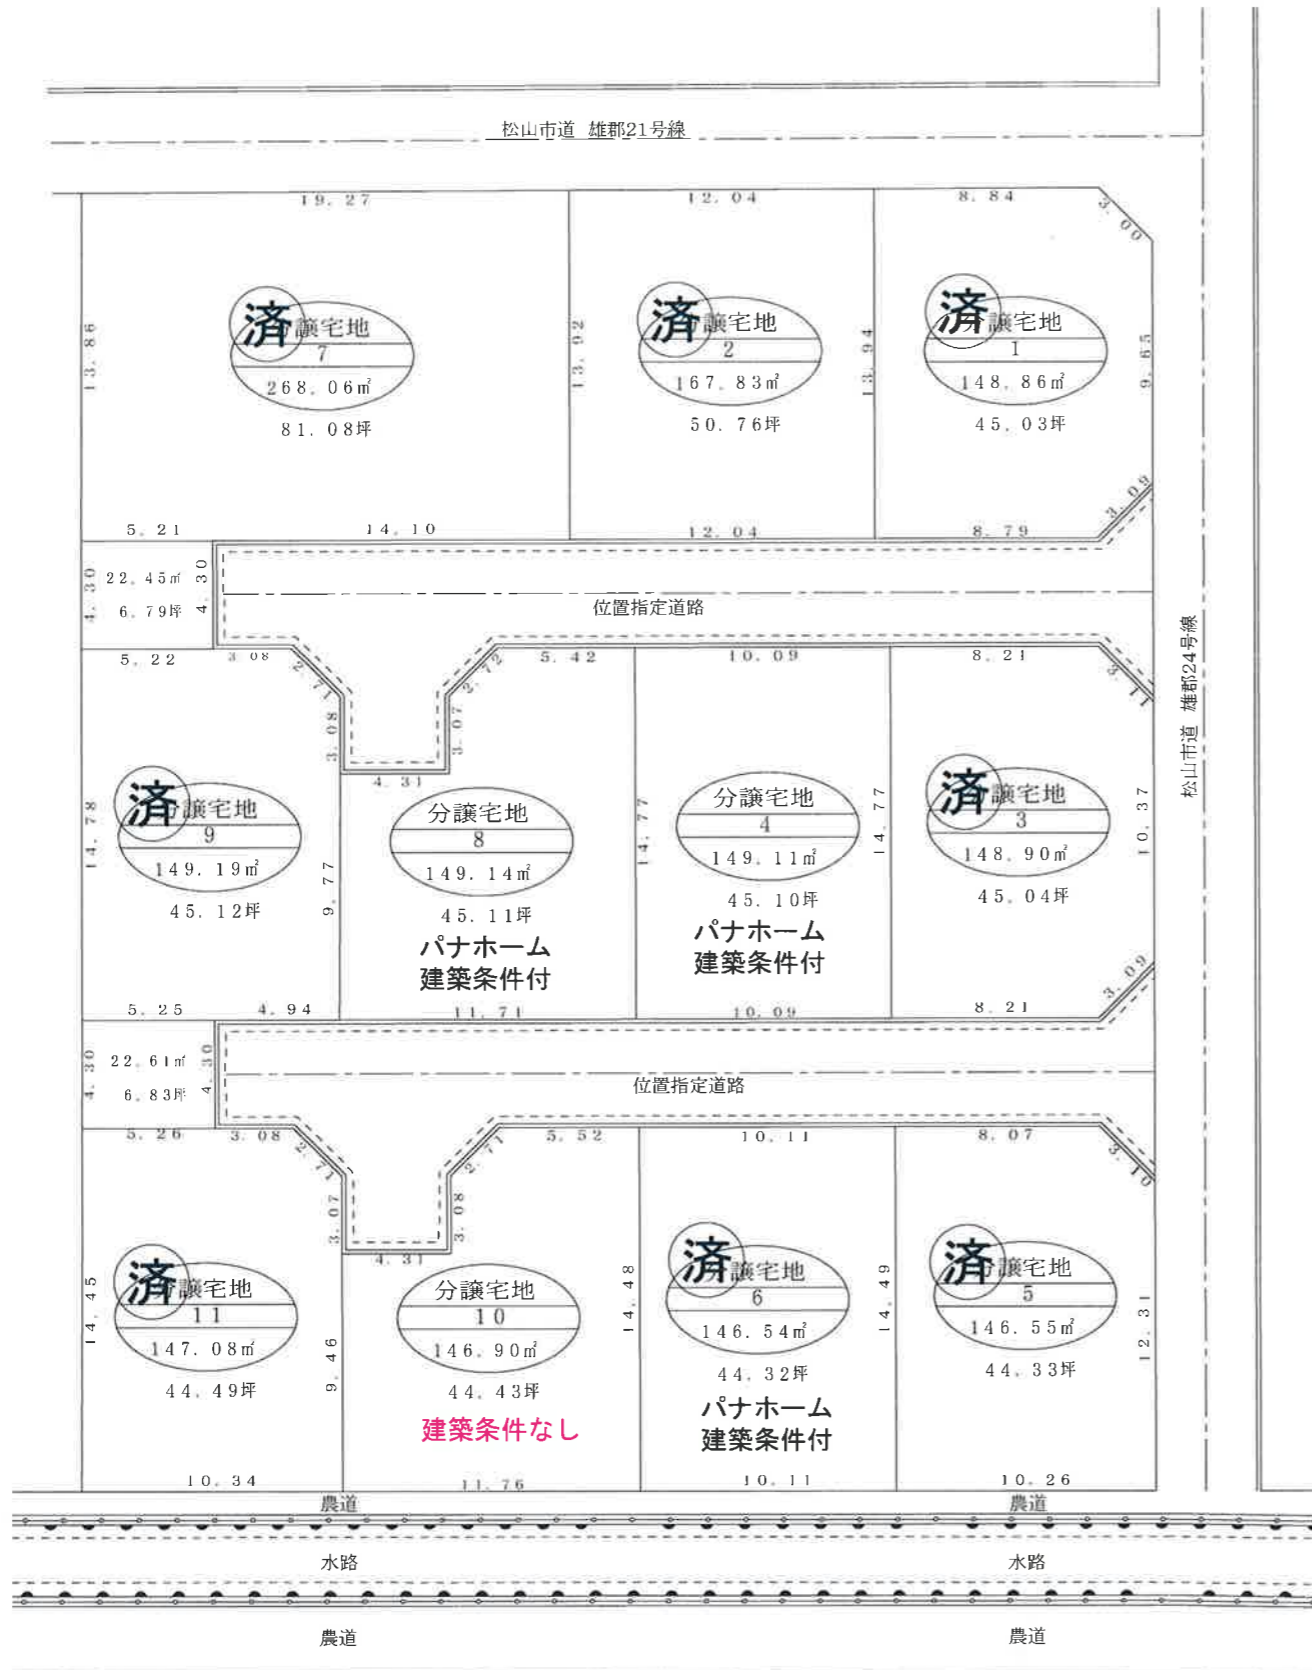 松山市道 雄郡21号線
19.27
12.04
8.84
3.00
13.86
済
分譲宅地
7
268.06㎡
81.08坪
13.92
済
分譲宅地
2
167.83㎡
50.76坪
13.94
済
分譲宅地
1
148.86㎡
45.03坪
9.65
3.09
5.21
14.10
12.04
8.79
4.30
22.45㎡
6.79坪
4.30
位置指定道路
5.22
3.08
2.71
3.08
4.31
3.07
2.72
5.42
10.09
8.21
3.11
松山市道 雄郡24号線
14.78
済
分譲宅地
9
149.19㎡
45.12坪
9.77
分譲宅地
8
149.14㎡
45.11坪
パナホーム
建築条件付
14.77
分譲宅地
4
149.11㎡
45.10坪
パナホーム
建築条件付
14.77
済
分譲宅地
3
148.90㎡
45.04坪
10.37
3.09
5.25
4.94
11.71
10.09
8.21
4.30
22.61㎡
6.83坪
4.30
位置指定道路
5.26
3.08
2.71
3.07
4.31
3.08
2.71
5.52
10.11
8.07
3.10
14.45
済
分譲宅地
11
147.08㎡
44.49坪
9.46
分譲宅地
10
146.90㎡
44.43坪
建築条件なし
14.48
済
分譲宅地
6
146.54㎡
44.32坪
パナホーム
建築条件付
14.49
済
分譲宅地
5
146.55㎡
44.33坪
12.31
10.34
11.76
10.11
10.26
農道
農道
水路
水路
農道
農道